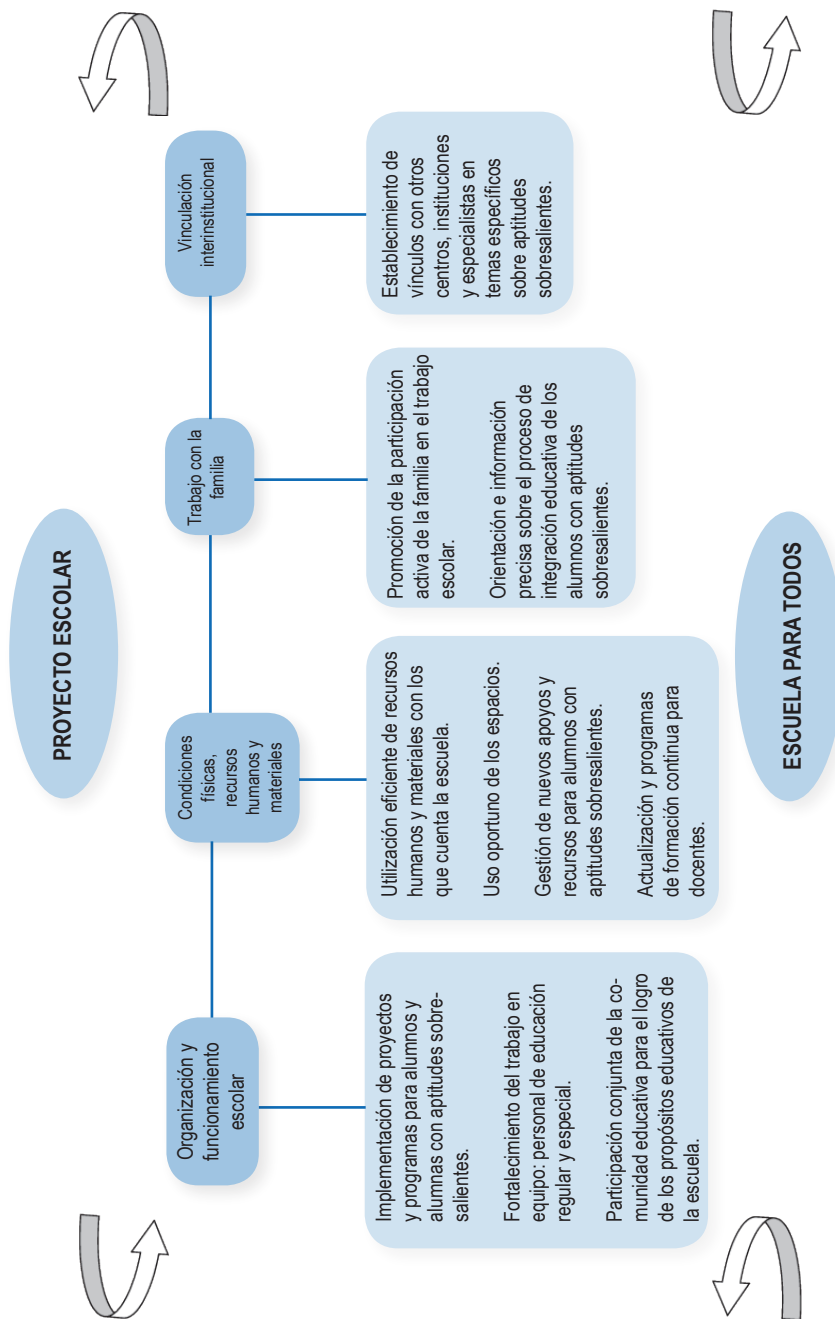 PROYECTO ESCOLAR
Organización y
funcionamiento
escolar
Implementación de proyectos
y programas para alumnos y
alumnas con aptitudes sobre-
salientes.
Fortalecimiento del trabajo en
equipo: personal de educación
regular y especial.
Participación conjunta de la co-
munidad educativa para el logro
de los propósitos educativos de
la escuela.
Condiciones
físicas,
recursos
humanos y
materiales
Utilización eficiente de recursos
humanos y materiales con los
que cuenta la escuela.
Uso oportuno de los espacios.
Gestión de nuevos apoyos y
recursos para alumnos con
aptitudes sobresalientes.
Actualización y programas
de formación continua para
docentes.
Trabajo con la
familia
Promoción de la participación
activa de la familia en el trabajo
escolar.
Orientación e información
precisa sobre el proceso de
integración educativa de los
alumnos con aptitudes
sobresalientes.
Vinculación
interinstitucional
Establecimiento de
vínculos con otros
centros, instituciones
y especialistas en
temas específicos
sobre aptitudes
sobresalientes.
ESCUELA PARA TODOS